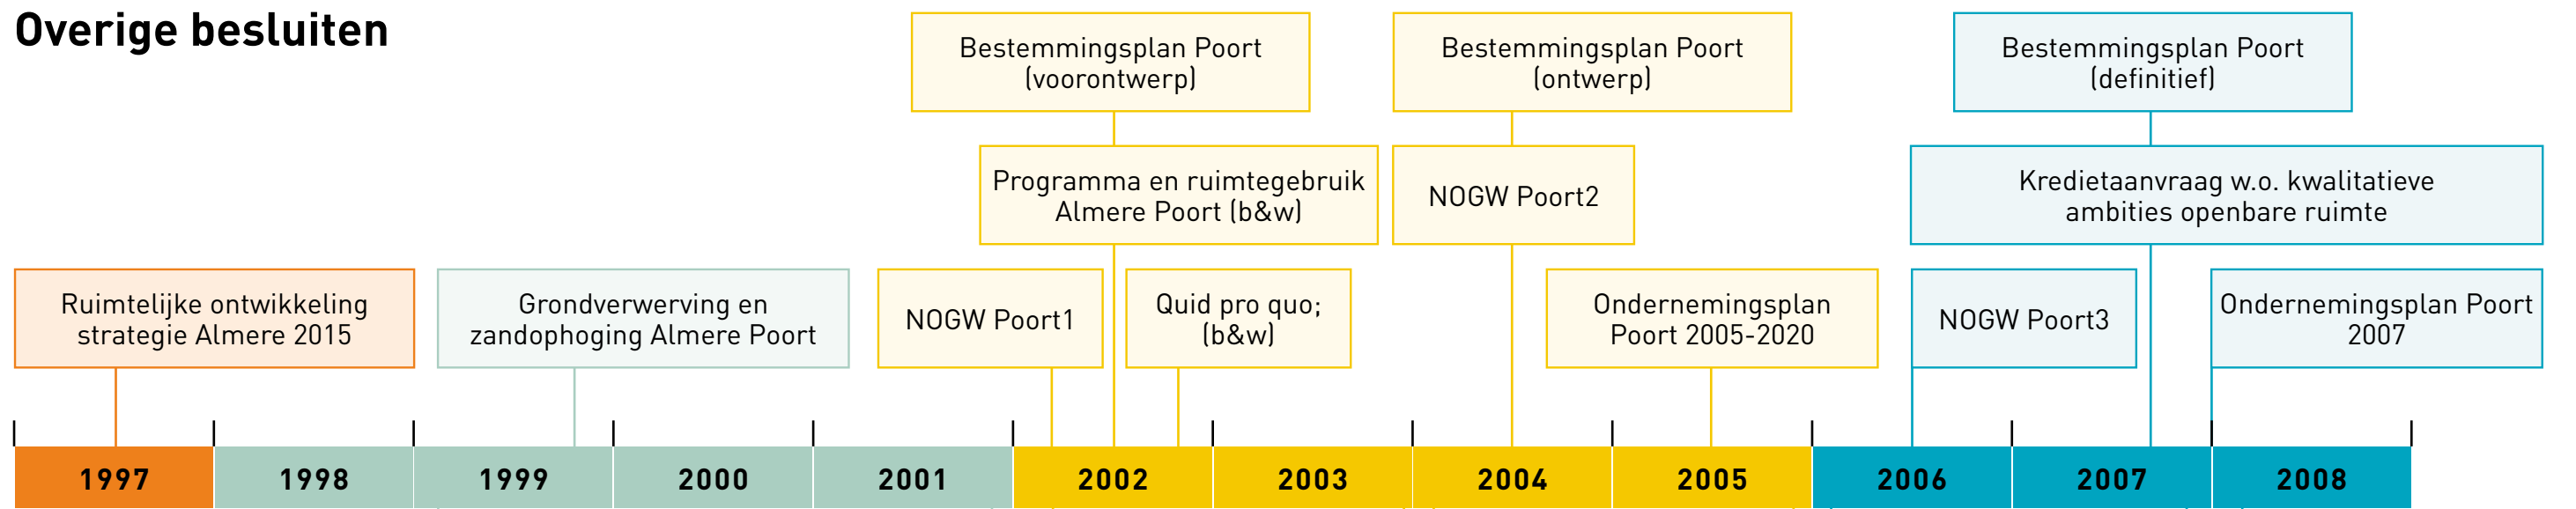 Overige besluiten
Bestemmingsplan Poort
(voorontwerp)
Bestemmingsplan Poort
(ontwerp)
Bestemmingsplan Poort
(definitief)
Programma en ruimtegebruik
Almere Poort (b&w)
NOGW Poort2
Kredietaanvraag w.o. kwalitatieve
ambities openbare ruimte
Ruimtelijke ontwikkeling
strategie Almere 2015
Grondverwerving en
zandophoging Almere Poort
NOGW Poort1
Quid pro quo;
(b&w)
Ondernemingsplan
Poort 2005-2020
NOGW Poort3
Ondernemingsplan Poort
2007
1997
1998
1999
2000
2001
2002
2003
2004
2005
2006
2007
2008